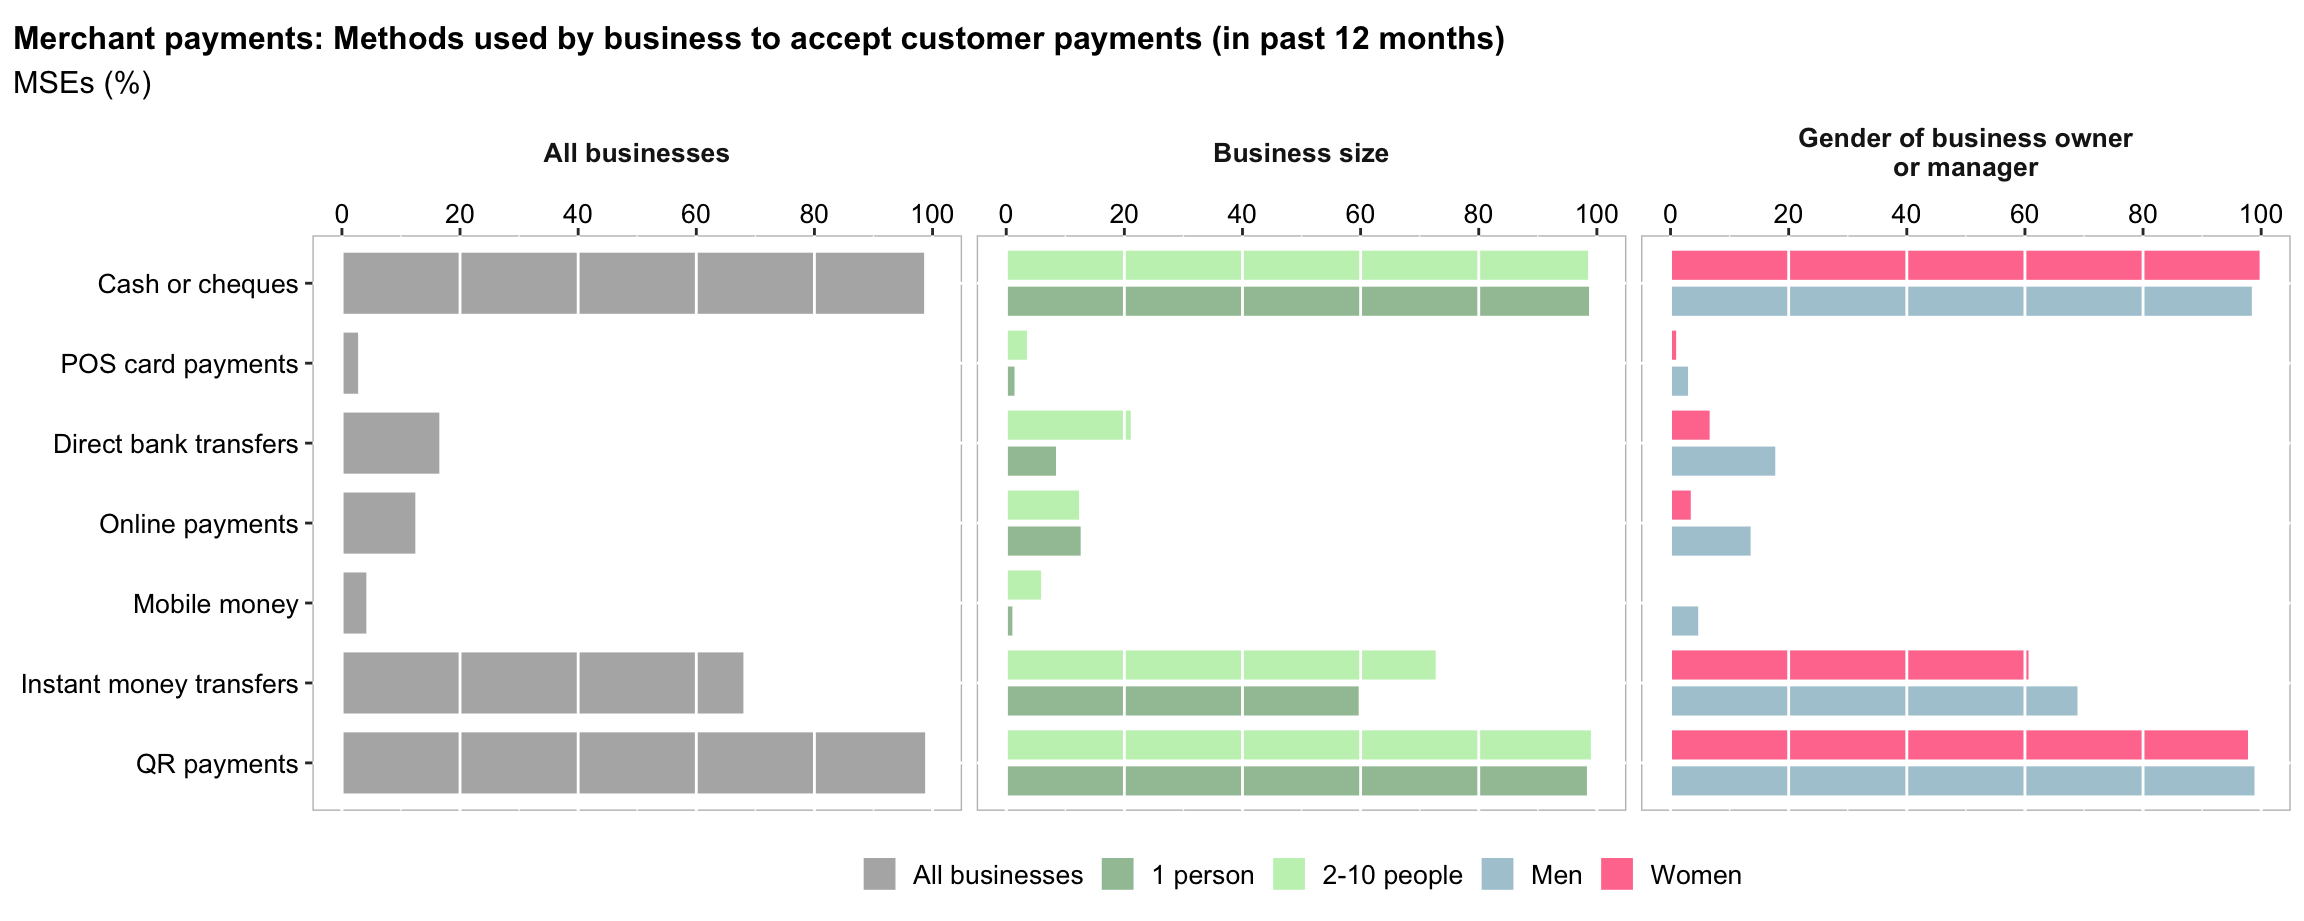 Merchant payments: Methods used by business to accept customer payments (in past 12 months)
MSEs (%)
All businesses
Business size
Gender of business owner
or manager
0 20 40 60 80 100
0 20 40 60 80 100
0 20 40 60 80 100
Cash or cheques
POS card payments
Direct bank transfers
Online payments
Mobile money
Instant money transfers
QR payments
All businesses 1 person 2-10 people Men Women